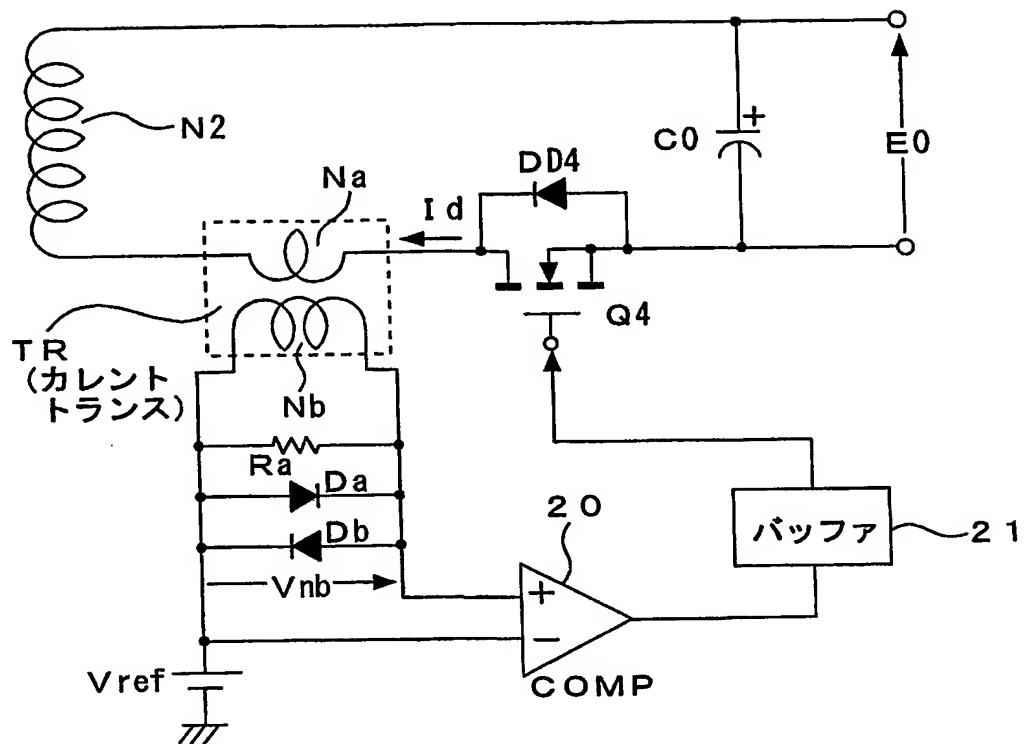 N2
Na
Id
DD4
C0
+
E0
Q4
TR
(カレント
トランス)
Nb
Ra
Da
Db
Vnb
20
+
−
COMP
バッファ
21
Vref